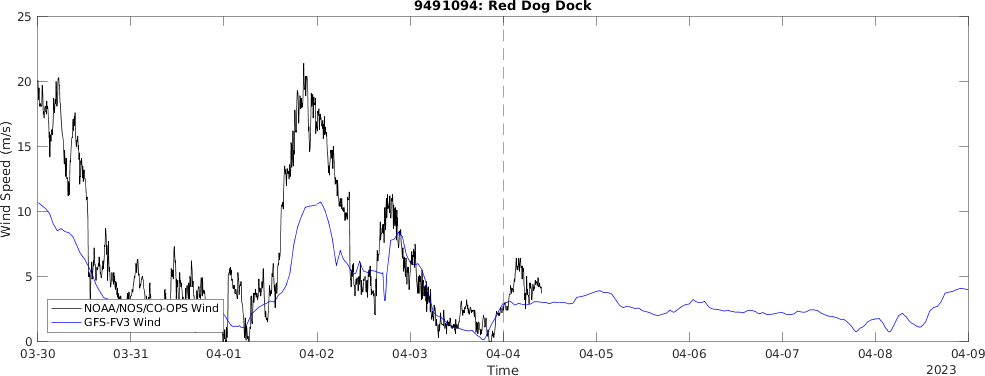 9491094: Red Dog Dock
25
20
15
10
5
0
Wind Speed (m/s)
NOAA/NOS/CO-OPS Wind
GFS-FV3 Wind
03-30 03-31 04-01 04-02 04-03 04-04 04-05 04-06 04-07 04-08 04-09
Time
2023